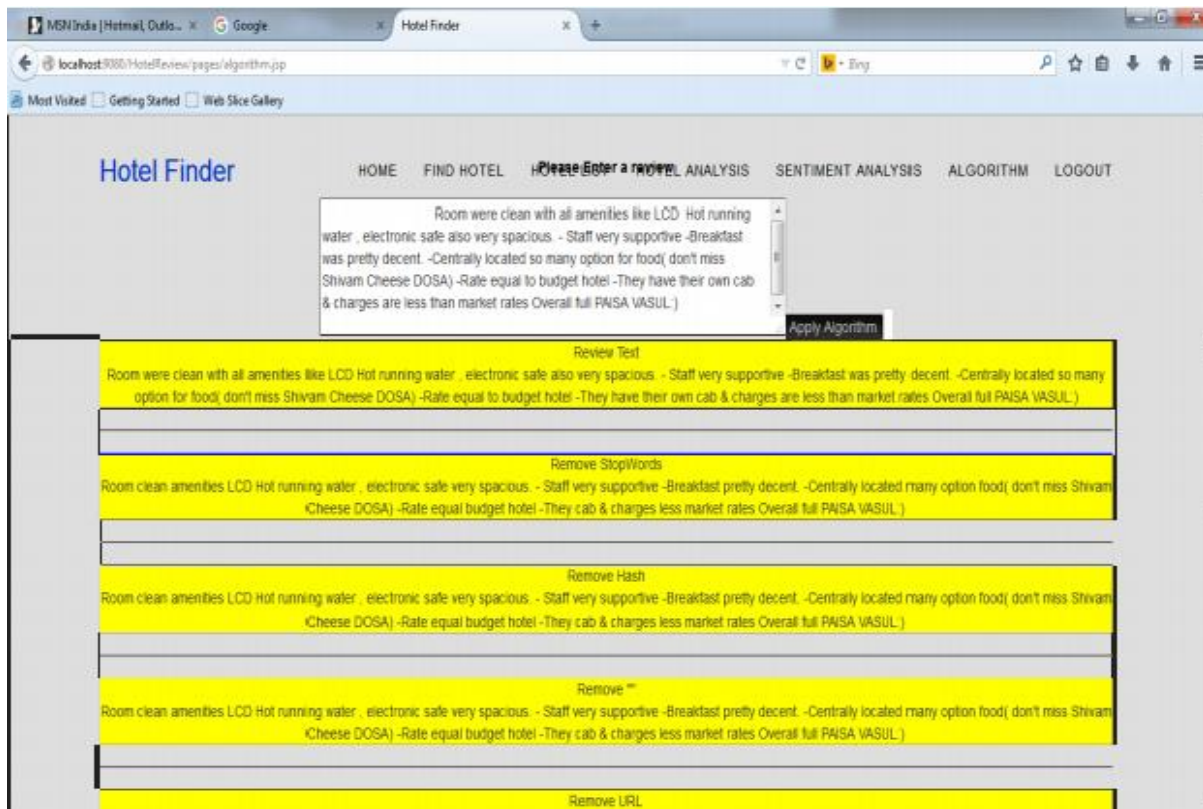 MSN India | Hotmail, Outlo...
Google
Hotel Finder
localhost:9080/HotelReview/pages/algorithm.jsp
Bing
Most Visited Getting Started Web Slice Gallery
Hotel Finder
HOME FIND HOTEL HOTEL LIST HOTEL ANALYSIS SENTIMENT ANALYSIS ALGORITHM LOGOUT
Please Enter a review
Room were clean with all amenities like LCD Hot running
water , electronic safe also very spacious. - Staff very supportive -Breakfast
was pretty decent. -Centrally located so many option for food( don't miss
Shivam Cheese DOSA) -Rate equal to budget hotel -They have their own cab
& charges are less than market rates Overall full PAISA VASUL:)
Apply Algorithm
Review Text
Room were clean with all amenities like LCD Hot running water , electronic safe also very spacious. - Staff very supportive -Breakfast was pretty decent. -Centrally located so many
option for food( don't miss Shivam Cheese DOSA) -Rate equal to budget hotel -They have their own cab & charges are less than market rates Overall full PAISA VASUL:)
Remove StopWords
Room clean amenities LCD Hot running water , electronic safe very spacious. - Staff very supportive -Breakfast pretty decent. -Centrally located many option food( don't miss Shivam
Cheese DOSA) -Rate equal budget hotel -They cab & charges less market rates Overall full PAISA VASUL:)
Remove Hash
Room clean amenities LCD Hot running water , electronic safe very spacious. - Staff very supportive -Breakfast pretty decent. -Centrally located many option food( don't miss Shivam
Cheese DOSA) -Rate equal budget hotel -They cab & charges less market rates Overall full PAISA VASUL:)
Remove ""
Room clean amenities LCD Hot running water , electronic safe very spacious. - Staff very supportive -Breakfast pretty decent. -Centrally located many option food( don't miss Shivam
Cheese DOSA) -Rate equal budget hotel -They cab & charges less market rates Overall full PAISA VASUL:)
Remove URL